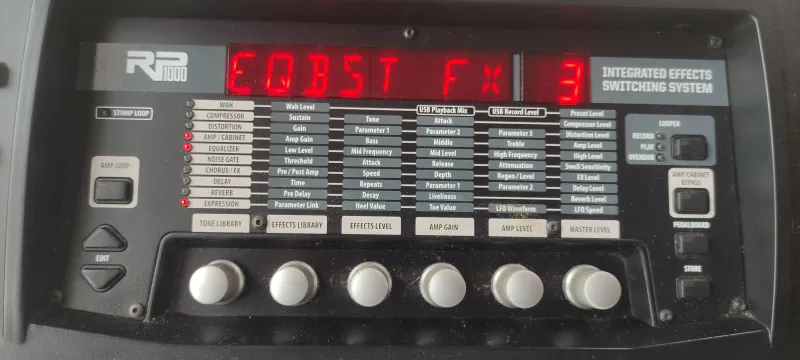 RP
1000
EQBST FX 3
INTEGRATED EFFECTS
SWITCHING SYSTEM
STOMP LOOP
AMP LOOP
EDIT
WAH Wah Level USB Playback Mix USB Record Level Preset Level
COMPRESSOR Sustain Tone Attack Compressor Level
DISTORTION Gain Parameter 1 Parameter 2 Parameter 3 Distortion Level
AMP / CABINET Amp Gain Bass Middle Treble Amp Level
EQUALIZER Low Level Mid Frequency Mid Level High Frequency High Level
NOISE GATE Threshold Attack Release Attenuation Swell Sensitivity
CHORUS / FX Pre / Post Amp Speed Depth Regen / Level FX Level
DELAY Time Repeats Parameter 1 Parameter 2 Delay Level
REVERB Pre Delay Decay Liveliness Reverb Level
EXPRESSION Parameter Link Heel Value Toe Value LFO Waveform LFO Speed
TONE LIBRARY EFFECTS LIBRARY EFFECTS LEVEL AMP GAIN AMP LEVEL MASTER LEVEL
LOOPER
RECORD
PLAY
OVERDUB
AMP/CABINET
BYPASS
PEDALBOARD
STORE